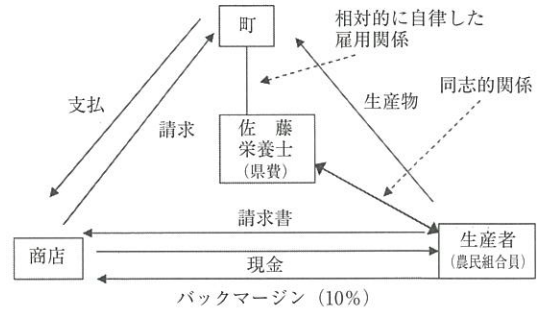 町
相対的に自律した
雇用関係
支払
請求
生産物
同志的関係
佐　藤
栄養士
（県費）
請求書
商店
生産者
（農民組合員）
現金
バックマージン（10%）